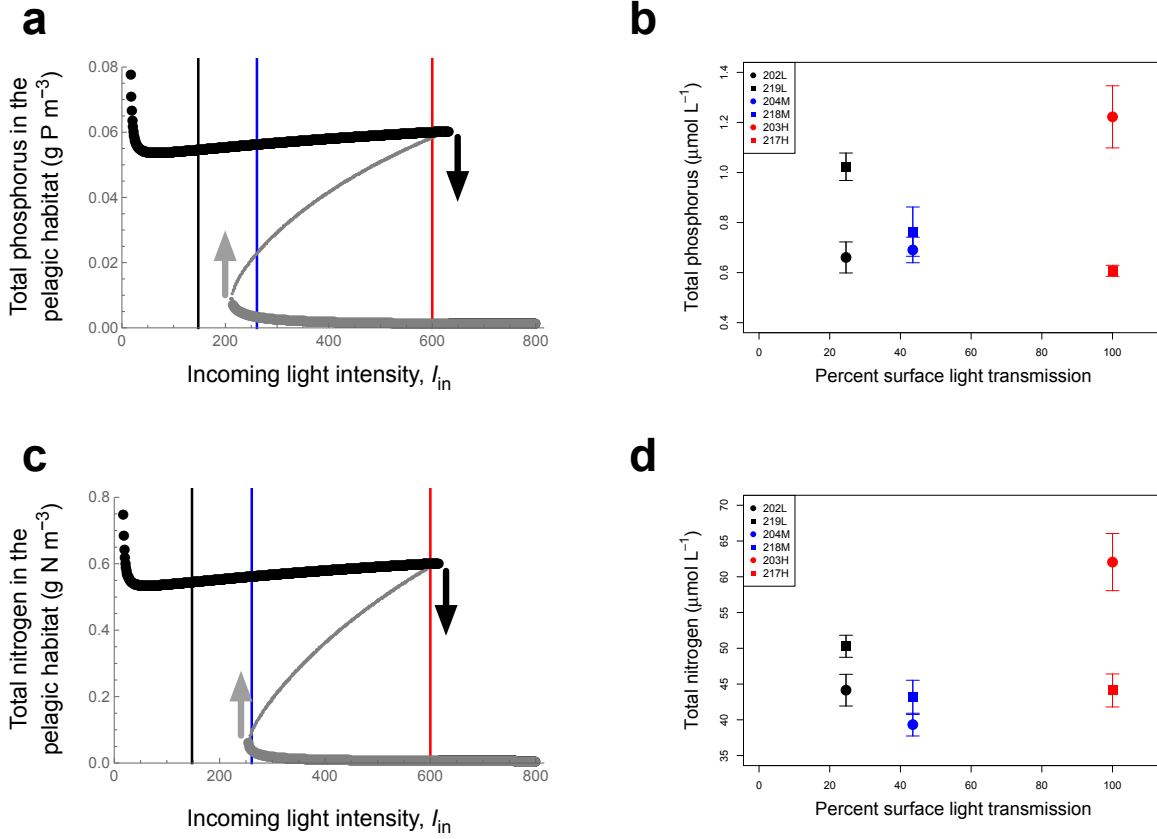 a
Total phosphorus in the
pelagic habitat (g P m⁻³)
0.08
0.06
0.04
0.02
0.00
0 200 400 600 800
Incoming light intensity, Iin
b
Total phosphorus (μmol L⁻¹)
1.4
1.2
1.0
0.8
0.6
0.4
202L
219L
204M
218M
203H
217H
0 20 40 60 80 100
Percent surface light transmission
c
Total nitrogen in the
pelagic habitat (g N m⁻³)
0.8
0.6
0.4
0.2
0.0
0 200 400 600 800
Incoming light intensity, Iin
d
Total nitrogen (μmol L⁻¹)
70
65
60
55
50
45
40
35
202L
219L
204M
218M
203H
217H
0 20 40 60 80 100
Percent surface light transmission